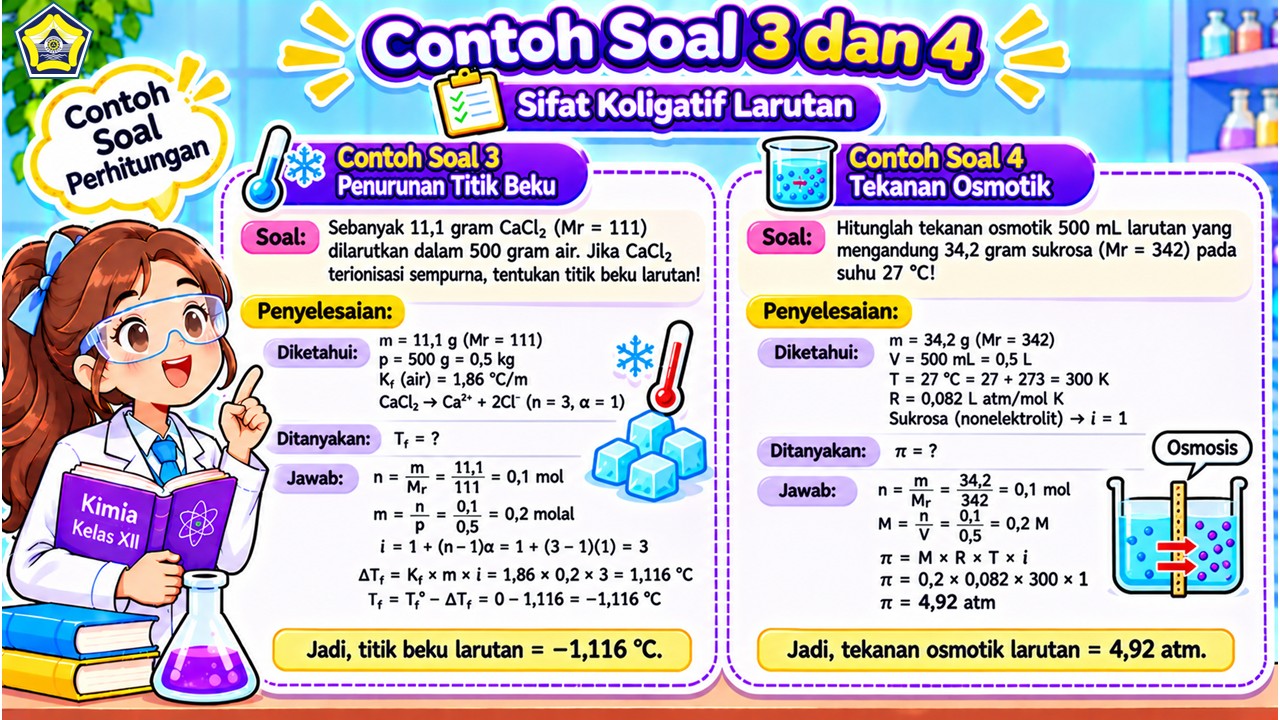 Contoh Soal 3 dan 4
Sifat Koligatif Larutan
Contoh
Soal
Perhitungan
Kimia
Kelas XII
Contoh Soal 3
Penurunan Titik Beku
Soal:
Sebanyak 11,1 gram CaCl₂ (Mr = 111)
dilarutkan dalam 500 gram air. Jika CaCl₂
terionisasi sempurna, tentukan titik beku larutan!
Penyelesaian:
Diketahui:
m = 11,1 g (Mr = 111)
p = 500 g = 0,5 kg
K_f (air) = 1,86 °C/m
CaCl₂ → Ca²⁺ + 2Cl⁻ (n = 3, α = 1)
Ditanyakan: T_f = ?
Jawab:
n = m/M_r = 11,1/111 = 0,1 mol
m = n/p = 0,1/0,5 = 0,2 molal
i = 1 + (n – 1)α = 1 + (3 – 1)(1) = 3
ΔT_f = K_f × m × i = 1,86 × 0,2 × 3 = 1,116 °C
T_f = T_f° – ΔT_f = 0 – 1,116 = –1,116 °C
Jadi, titik beku larutan = –1,116 °C.
Contoh Soal 4
Tekanan Osmotik
Soal:
Hitunglah tekanan osmotik 500 mL larutan yang
mengandung 34,2 gram sukrosa (Mr = 342) pada
suhu 27 °C!
Penyelesaian:
Diketahui:
m = 34,2 g (Mr = 342)
V = 500 mL = 0,5 L
T = 27 °C = 27 + 273 = 300 K
R = 0,082 L atm/mol K
Sukrosa (nonelektrolit) → i = 1
Ditanyakan: π = ?
Jawab:
n = m/M_r = 34,2/342 = 0,1 mol
M = n/V = 0,1/0,5 = 0,2 M
π = M × R × T × i
π = 0,2 × 0,082 × 300 × 1
π = 4,92 atm
Osmosis
Jadi, tekanan osmotik larutan = 4,92 atm.